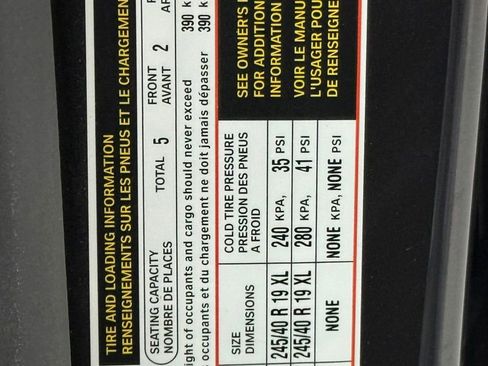 TIRE AND LOADING INFORMATION
RENSEIGNEMENTS SUR LES PNEUS ET LE CHARGEMEN
SEATING CAPACITY
NOMBRE DE PLACES
TOTAL 5
FRONT
AVANT 2
ight of occupants and cargo should never exceed 390 k
s occupants et du chargement ne doit jamais dépasser 390 k
SIZE
DIMENSIONS
COLD TIRE PRESSURE
PRESSION DES PNEUS
A FROID
SEE OWNER'S
FOR ADDITION
INFORMATION
245/40 R 19 XL 240 KPA, 35 PSI
VOIR LE MANU
L'USAGER POU
DE RENSEIGNE
245/40 R 19 XL 280 KPA, 41 PSI
NONE NONE KPA, NONE PSI